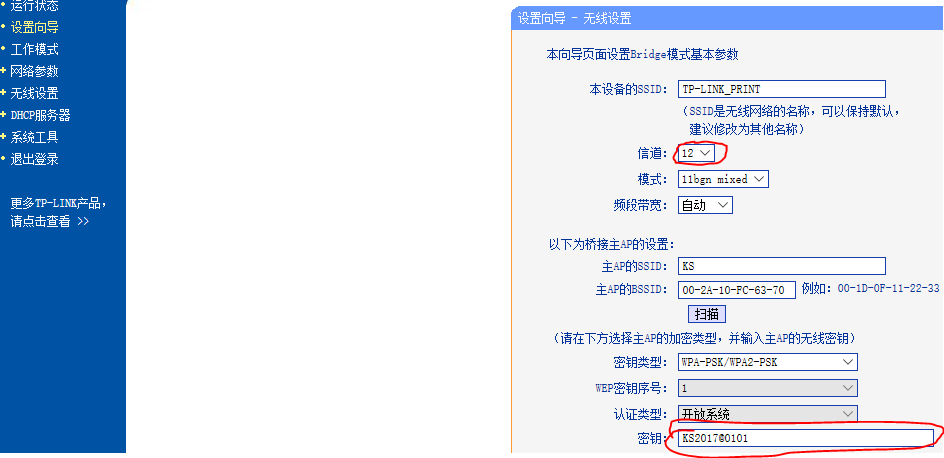 运行状态
设置向导
工作模式
网络参数
无线设置
DHCP服务器
系统工具
退出登录
更多TP-LINK产品，
请点击查看 >>
设置向导 - 无线设置
本向导页面设置Bridge模式基本参数
本设备的SSID： TP-LINK_PRINT
（SSID是无线网络的名称，可以保持默认，
建议修改为其他名称）
信道： 12
模式： 11bgn mixed
频段带宽： 自动
以下为桥接主AP的设置：
主AP的SSID： KS
主AP的BSSID： 00-2A-10-FC-63-70 例如：00-1D-0F-11-22-33
扫描
（请在下方选择主AP的加密类型，并输入主AP的无线密钥）
密钥类型： WPA-PSK/WPA2-PSK
WEP密钥序号： 1
认证类型： 开放系统
密钥： KS2017@0101